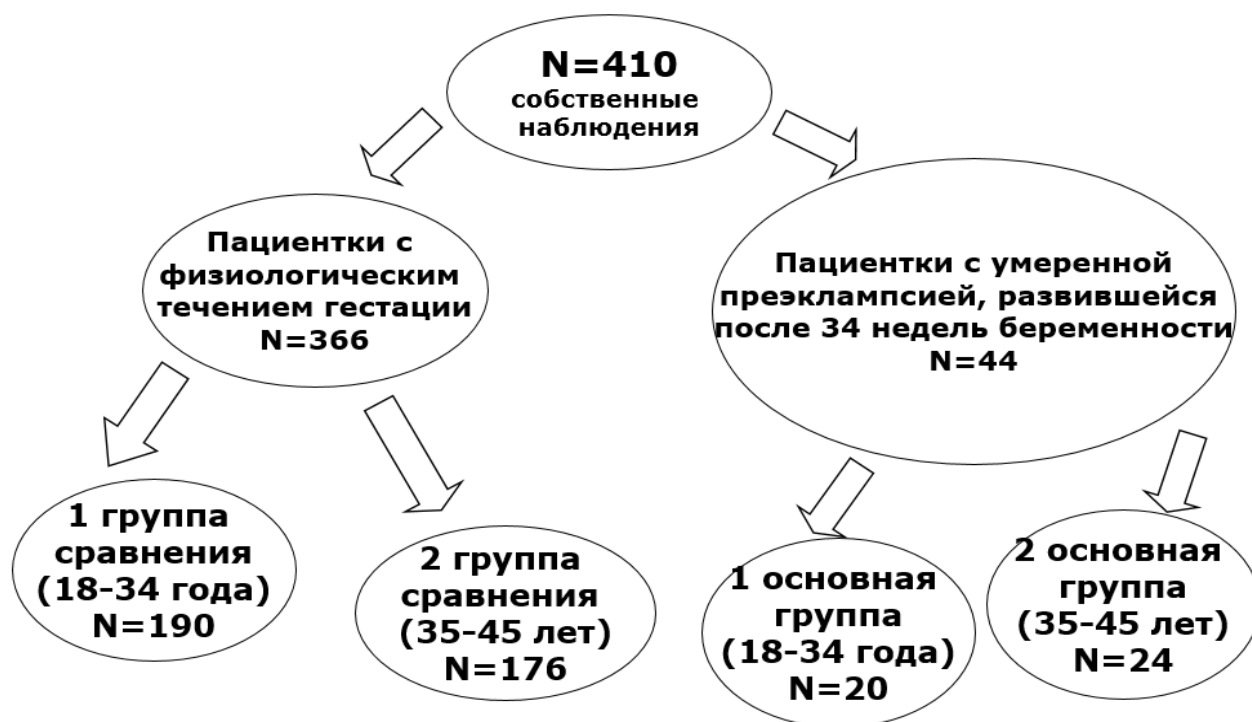 N=410
собственные
наблюдения
Пациентки с
физиологическим
течением гестации
N=366
Пациентки с умеренной
преэклампсией, развившейся
после 34 недель беременности
N=44
1 группа
сравнения
(18-34 года)
N=190
2 группа
сравнения
(35-45 лет)
N=176
1 основная
группа
(18-34 года)
N=20
2 основная
группа
(35-45 лет)
N=24